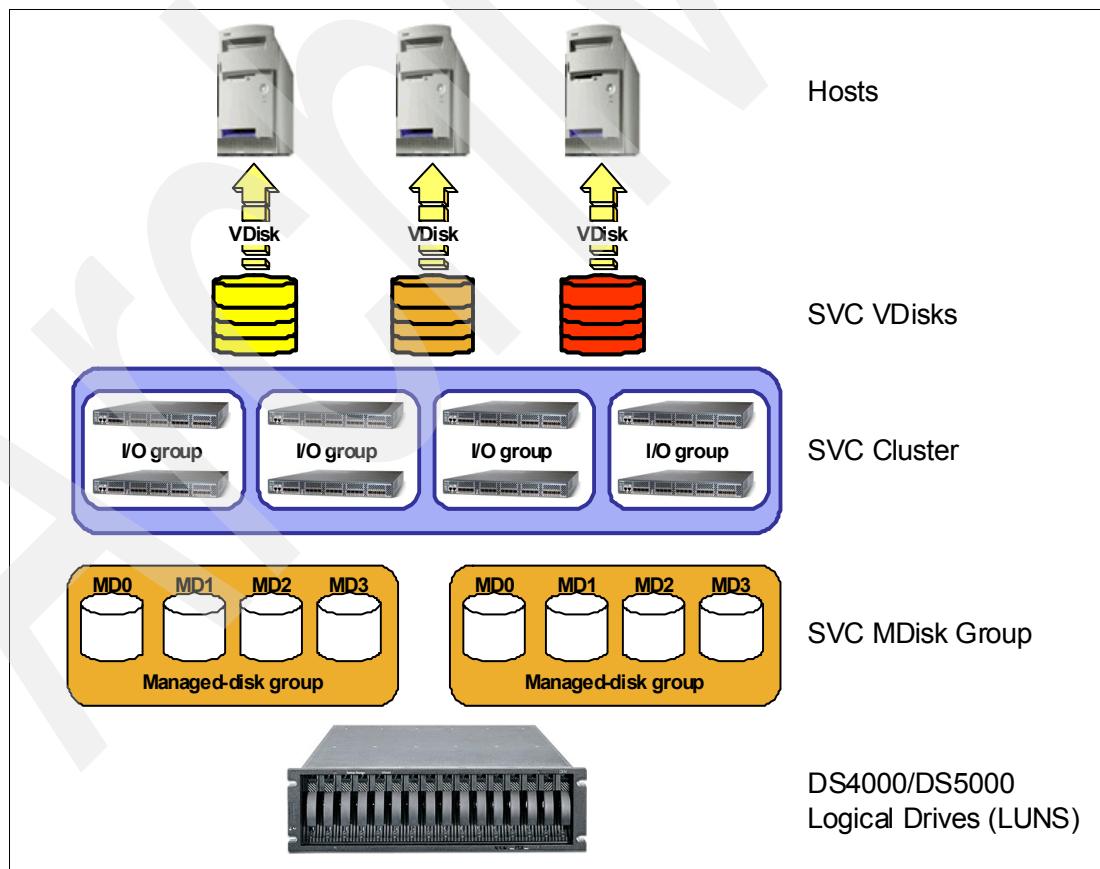 Hosts
VDisk VDisk VDisk
SVC VDisks
I/O group I/O group I/O group I/O group
SVC Cluster
MD0 MD1 MD2 MD3 MD0 MD1 MD2 MD3
SVC MDisk Group
Managed-disk group Managed-disk group
DS4000/DS5000
Logical Drives (LUNS)